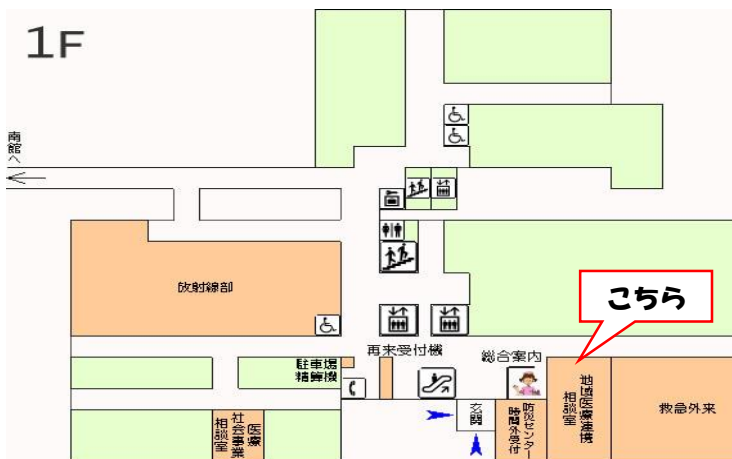 1F
南館へ
放射線部
こちら
再来受付機
総合案内
駐車場
精算機
地域医療連携
相談室
救急外来
玄関
防災センター
時間外受付
医療
社会事業
相談室